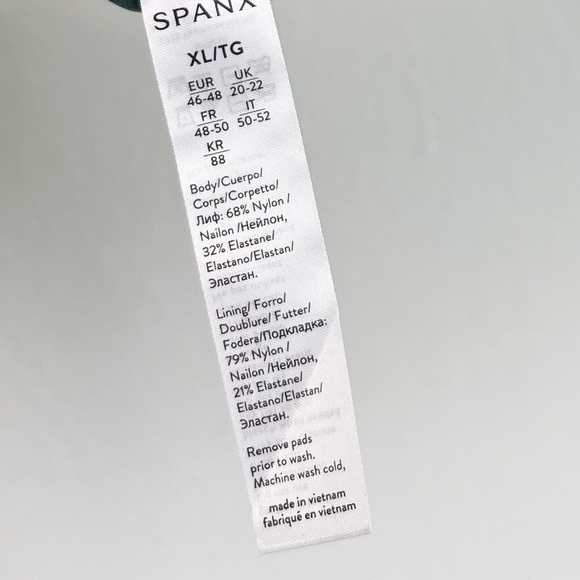 SPANX
XL/TG
EUR UK
46-48 20-22
FR IT
48-50 50-52
KR
88
Body/Cuerpo/
Corps/Corpetto/
Лиф: 68% Nylon /
Nailon /Нейлон,
32% Elastane/
Elastano/Elastan/
Эластан.
Lining/ Forro/
Doublure/ Futter/
Fodera/Подкладка:
79% Nylon /
Nailon /Нейлон,
21% Elastane/
Elastano/Elastan/
Эластан.
Remove pads
prior to wash.
Machine wash cold,
made in vietnam
fabriqué en vietnam